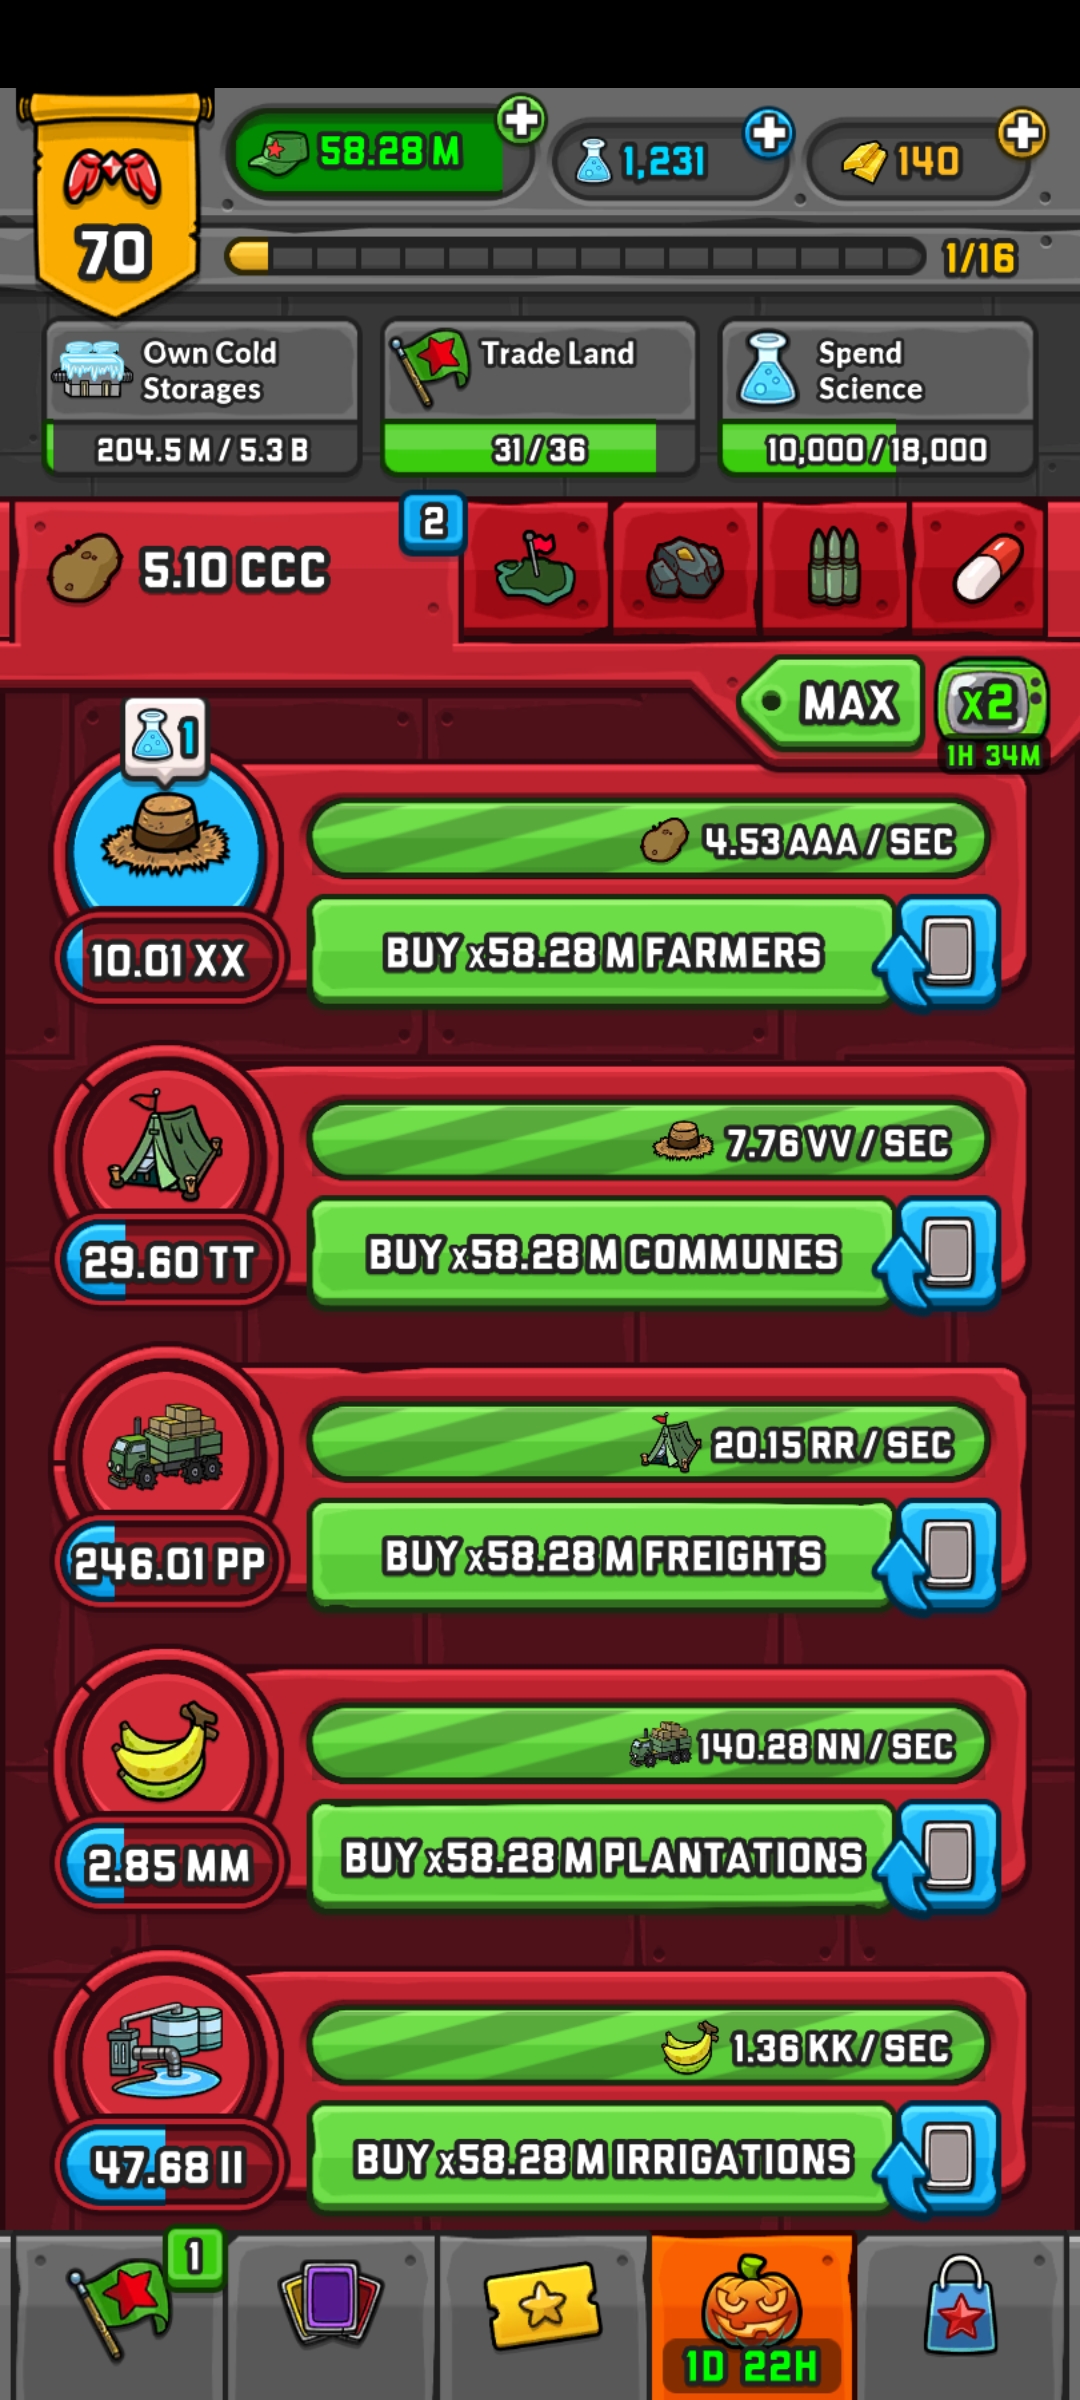 58.28 M
1,231
140
70
1/16
Own Cold
Storages
204.5 M / 5.3 B
Trade Land
31 / 36
Spend
Science
10,000 / 18,000
5.10 CCC
2
MAX
x2
1H 34M
1
4.53 AAA / SEC
10.01 XX
BUY x58.28 M FARMERS
7.76 VV / SEC
29.60 TT
BUY x58.28 M COMMUNES
20.15 RR / SEC
246.01 PP
BUY x58.28 M FREIGHTS
140.28 NN / SEC
2.85 MM
BUY x58.28 M PLANTATIONS
1.36 KK / SEC
47.68 II
BUY x58.28 M IRRIGATIONS
1
1D 22H